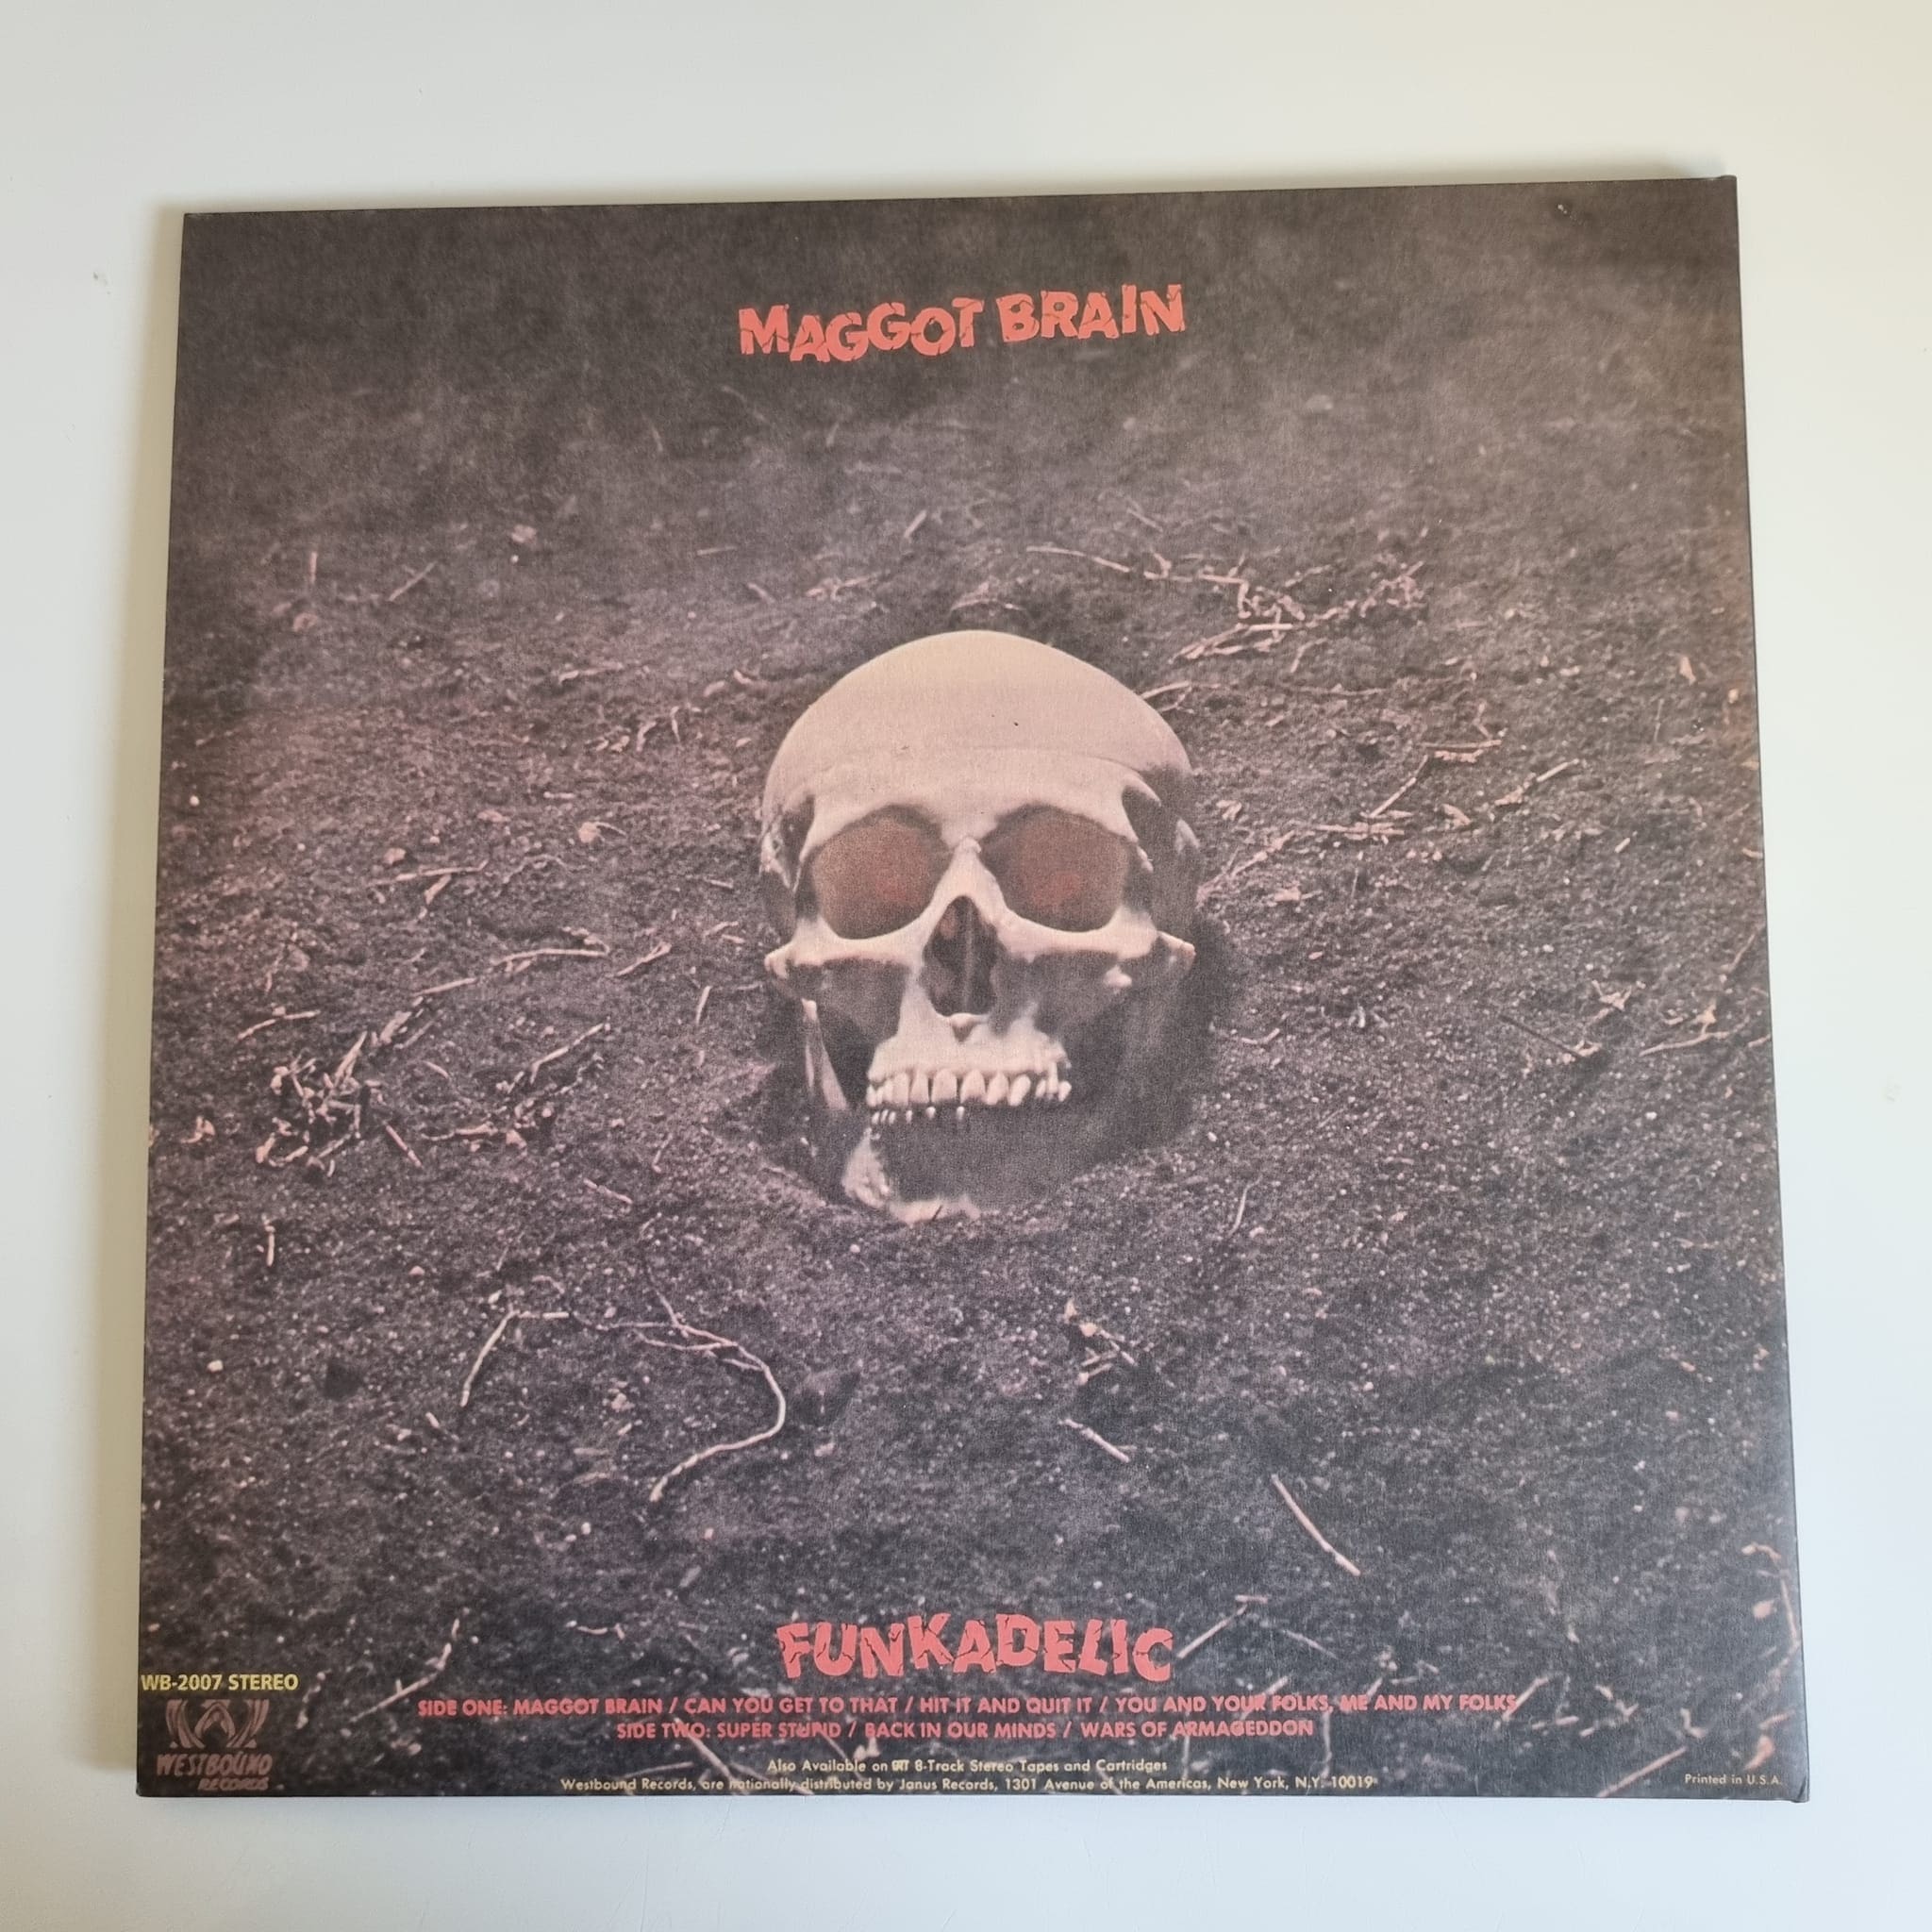 MAGGOT BRAIN
FUNKADELIC
WB-2007 STEREO
WESTBOUND
RECORDS
SIDE ONE: MAGGOT BRAIN / CAN YOU GET TO THAT / HIT IT AND QUIT IT / YOU AND YOUR FOLKS, ME AND MY FOLKS
SIDE TWO: SUPER STUPID / BACK IN OUR MINDS / WARS OF ARMAGEDDON
Also Available on GRT 8-Track Stereo Tapes and Cartridges
Westbound Records, are nationally distributed by Janus Records, 1301 Avenue of the Americas, New York, N.Y. 10019
Printed in U.S.A.